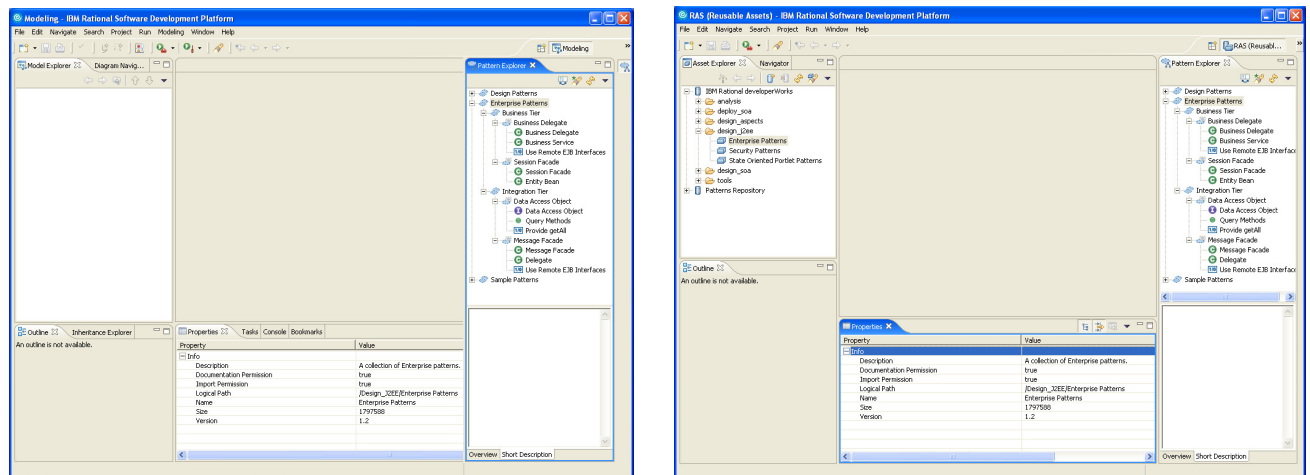 Modeling - IBM Rational Software Development Platform
File Edit Navigate Search Project Run Modeling Window Help
Modeling
Model Explorer Diagram Navig...
Pattern Explorer
Design Patterns
Enterprise Patterns
Business Tier
Business Delegate
Business Delegate
Business Service
Use Remote EJB Interfaces
Session Facade
Session Facade
Entity Bean
Integration Tier
Data Access Object
Data Access Object
Query Methods
Provide getAll
Message Facade
Message Facade
Delegate
Use Remote EJB Interfaces
Sample Patterns
Outline Inheritance Explorer
An outline is not available.
Properties Tasks Console Bookmarks
Property Value
Info
Description A collection of Enterprise patterns.
Documentation Permission true
Import Permission true
Logical Path /Design_J2EE/Enterprise Patterns
Name Enterprise Patterns
Size 1797588
Version 1.2
Overview Short Description
RAS (Reusable Assets) - IBM Rational Software Development Platform
File Edit Navigate Search Project Run Window Help
RAS (Reusabl...
Asset Explorer Navigator
IBM Rational developerWorks
analysis
deploy_soa
design_aspects
design_j2ee
Enterprise Patterns
Security Patterns
State Oriented Portlet Patterns
design_soa
tools
Patterns Repository
Outline
An outline is not available.
Pattern Explorer
Design Patterns
Enterprise Patterns
Business Tier
Business Delegate
Business Delegate
Business Service
Use Remote EJB Interfac
Session Facade
Session Facade
Entity Bean
Integration Tier
Data Access Object
Data Access Object
Query Methods
Provide getAll
Message Facade
Message Facade
Delegate
Use Remote EJB Interfac
Sample Patterns
Properties
Property Value
Info
Description A collection of Enterprise patterns.
Documentation Permission true
Import Permission true
Logical Path /Design_J2EE/Enterprise Patterns
Name Enterprise Patterns
Size 1797588
Version 1.2
Overview Short Description